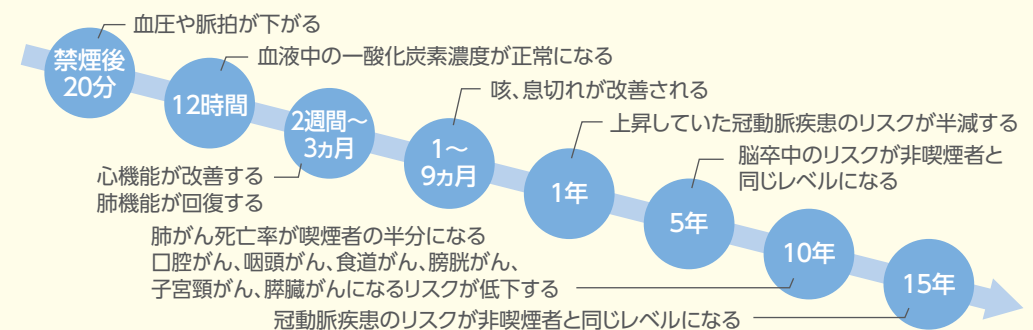 血圧や脈拍が下がる
禁煙後
20分
血液中の一酸化炭素濃度が正常になる
12時間
咳、息切れが改善される
2週間〜
3ヵ月
心機能が改善する
肺機能が回復する
1〜
9ヵ月
上昇していた冠動脈疾患のリスクが半減する
1年
脳卒中のリスクが非喫煙者と
同じレベルになる
5年
肺がん死亡率が喫煙者の半分になる
口腔がん、咽頭がん、食道がん、膀胱がん、
子宮頸がん、膵臓がんになるリスクが低下する
10年
15年
冠動脈疾患のリスクが非喫煙者と同じレベルになる